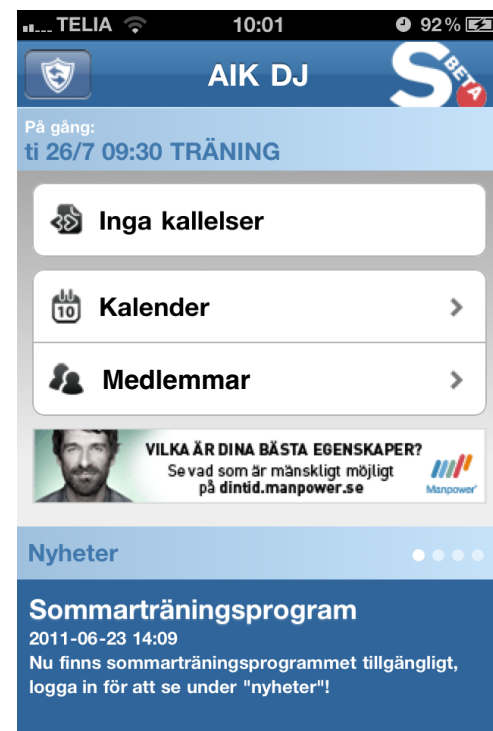 TELIA 10:01 92%
AIK DJ
S BETA
På gång:
ti 26/7 09:30 TRÄNING
Inga kallelser
10 Kalender
Medlemmar
VILKA ÄR DINA BÄSTA EGENSKAPER?
Se vad som är mänskligt möjligt
på dintid.manpower.se
Manpower
Nyheter
Sommarträningsprogram
2011-06-23 14:09
Nu finns sommarträningsprogrammet tillgängligt,
logga in för att se under "nyheter"!